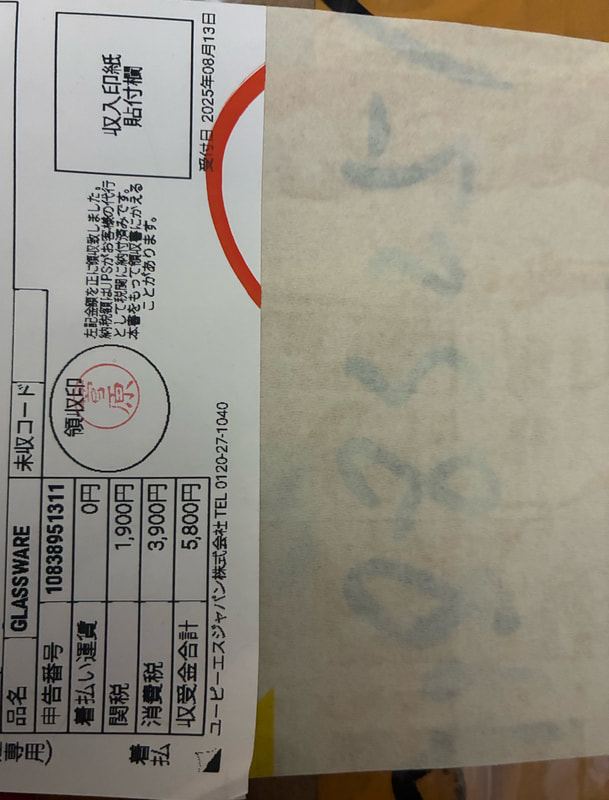 専用)
着払
品名 GLASSWARE
申告番号 10838951311
着払い運賃 0円
関税 1,900円
消費税 3,900円
収受金合計 5,800円
未収コード
領収印
原
左記金額を正に領収致しました。
納税額はUPSがお客様の代行
として税関に納付済みです。
本書をもって領収書にかえる
ことがあります。
収入印紙
貼付欄
受付日 2025年08月13日
ユーピーエスジャパン株式会社 TEL 0120-27-1040